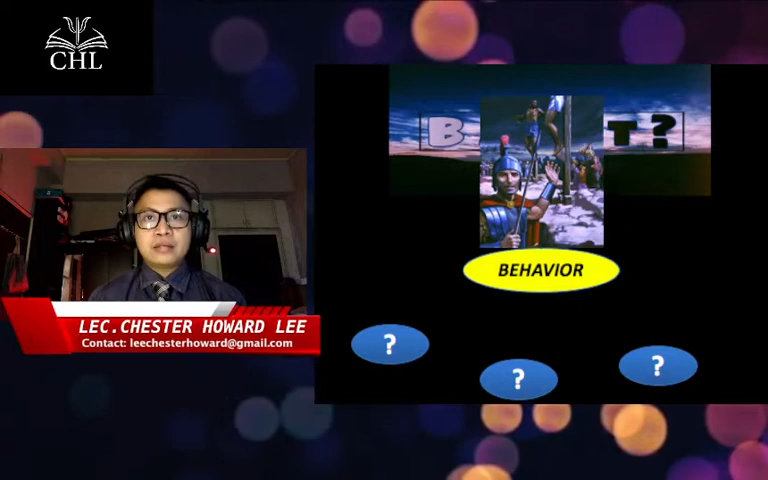 CHL
B
T?
BEHAVIOR
LEC.CHESTER HOWARD LEE
Contact: leechesterhoward@gmail.com
?
?
?